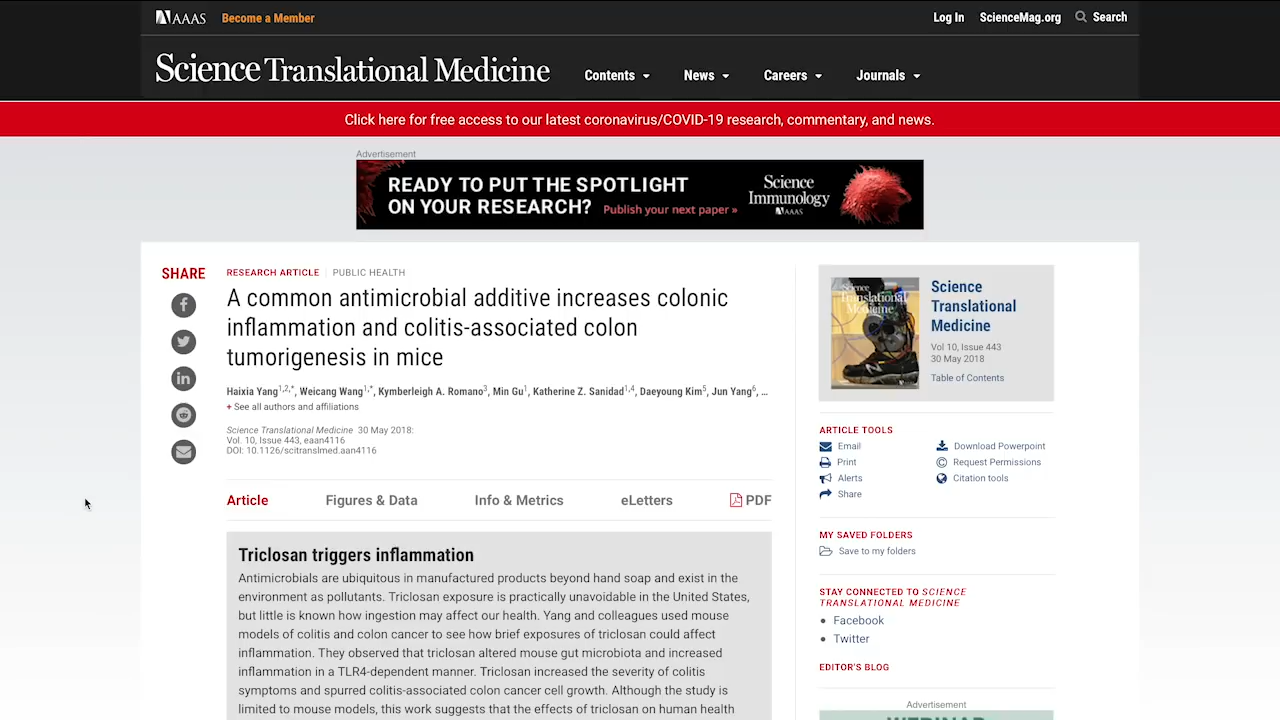 AAAS
Become a Member
Log In
ScienceMag.org
Search
Science Translational Medicine
Contents
News
Careers
Journals
Click here for free access to our latest coronavirus/COVID-19 research, commentary, and news.
Advertisement
READY TO PUT THE SPOTLIGHT
ON YOUR RESEARCH? Publish your next paper »
Science
Immunology
AAAS
SHARE
RESEARCH ARTICLE PUBLIC HEALTH
A common antimicrobial additive increases colonic
inflammation and colitis-associated colon
tumorigenesis in mice
Haixia Yang1,2,*, Weicang Wang1,*, Kymberleigh A. Romano3, Min Gu1, Katherine Z. Sanidad1,4, Daeyoung Kim5, Jun Yang6, ...
+ See all authors and affiliations
Science Translational Medicine 30 May 2018:
Vol. 10, Issue 443, eaan4116
DOI: 10.1126/scitranslmed.aan4116
Article
Figures & Data
Info & Metrics
eLetters
PDF
Triclosan triggers inflammation
Antimicrobials are ubiquitous in manufactured products beyond hand soap and exist in the
environment as pollutants. Triclosan exposure is practically unavoidable in the United States,
but little is known how ingestion may affect our health. Yang and colleagues used mouse
models of colitis and colon cancer to see how brief exposures of triclosan could affect
inflammation. They observed that triclosan altered mouse gut microbiota and increased
inflammation in a TLR4-dependent manner. Triclosan increased the severity of colitis
symptoms and spurred colitis-associated colon cancer cell growth. Although the study is
limited to mouse models, this work suggests that the effects of triclosan on human health
Science
Translational
Medicine
Science
Translational
Medicine
Vol 10, Issue 443
30 May 2018
Table of Contents
ARTICLE TOOLS
Email
Download Powerpoint
Print
Request Permissions
Alerts
Citation tools
Share
MY SAVED FOLDERS
Save to my folders
STAY CONNECTED TO SCIENCE
TRANSLATIONAL MEDICINE
Facebook
Twitter
EDITOR'S BLOG
Advertisement
WEBINAR